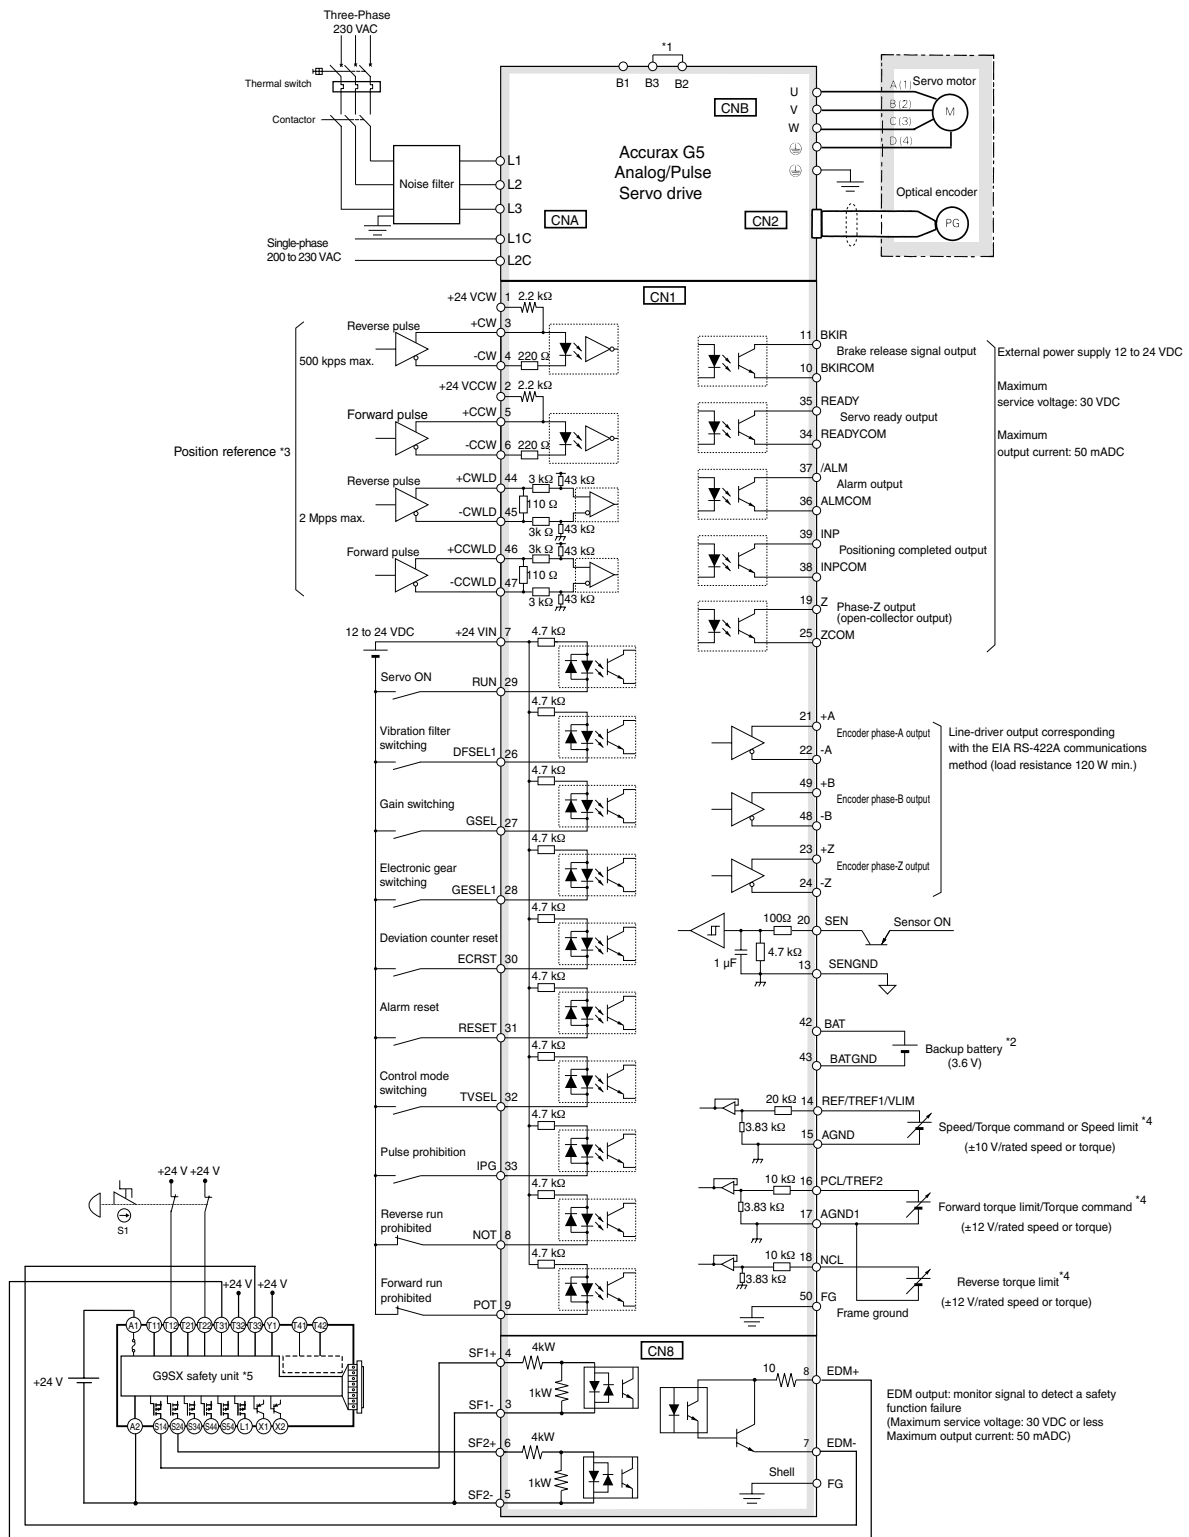 Three-Phase
230 VAC
Thermal switch
Contactor
Noise filter
L1
L2
L3
Single-phase
200 to 230 VAC
L1C
L2C
*1
B1 B3 B2
CNB
CNA
CN2
Accurax G5
Analog/Pulse
Servo drive
U
V
W
Servo motor
A (1)
B (2)
C (3)
D (4)
M
Optical encoder
PG
CN1
Position reference *3
500 kpps max.
2 Mpps max.
+24 VCW 1 2.2 kΩ
Reverse pulse
+CW 3
-CW 4 220 Ω
+24 VCCW 2 2.2 kΩ
Forward pulse
+CCW 5
-CCW 6 220 Ω
Reverse pulse
+CWLD 44 3 kΩ 43 kΩ
110 Ω
-CWLD 45 3k Ω 43 kΩ
Forward pulse
+CCWLD 46 3k Ω 43 kΩ
110 Ω
-CCWLD 47 3 kΩ 43 kΩ
12 to 24 VDC
+24 VIN 7 4.7 kΩ
Servo ON
RUN 29
4.7 kΩ
Vibration filter
switching
DFSEL1 26
4.7 kΩ
Gain switching
GSEL 27
4.7 kΩ
Electronic gear
switching
GESEL1 28
4.7 kΩ
Deviation counter reset
ECRST 30
4.7 kΩ
Alarm reset
RESET 31
4.7 kΩ
Control mode
switching
TVSEL 32
4.7 kΩ
Pulse prohibition
IPG 33
4.7 kΩ
Reverse run
prohibited
NOT 8
4.7 kΩ
Forward run
prohibited
POT 9
11 BKIR
Brake release signal output
10 BKIRCOM
35 READY
Servo ready output
34 READYCOM
37 /ALM
Alarm output
36 ALMCOM
39 INP
Positioning completed output
38 INPCOM
19 Z
Phase-Z output
(open-collector output)
25 ZCOM
External power supply 12 to 24 VDC
Maximum
service voltage: 30 VDC
Maximum
output current: 50 mADC
21 +A
Encoder phase-A output
22 -A
49 +B
Encoder phase-B output
48 -B
23 +Z
Encoder phase-Z output
24 -Z
Line-driver output corresponding
with the EIA RS-422A communications
method (load resistance 120 W min.)
100Ω 20 SEN
Sensor ON
4.7 kΩ
1 µF
13 SENGND
42 BAT
Backup battery *2
(3.6 V)
43 BATGND
20 kΩ 14 REF/TREF1/VLIM
3.83 kΩ
15 AGND
Speed/Torque command or Speed limit *4
(±10 V/rated speed or torque)
10 kΩ 16 PCL/TREF2
3.83 kΩ
17 AGND1
Forward torque limit/Torque command *4
(±12 V/rated speed or torque)
10 kΩ 18 NCL
3.83 kΩ
Reverse torque limit *4
(±12 V/rated speed or torque)
50 FG
Frame ground
+24 V +24 V
S1
+24 V +24 V
A1 T11 T12 T21 T22 T31 T32 T33 Y1 T41 T42
+24 V
G9SX safety unit *5
A2 S14 S24 S34 S44 S54 L1 X1 X2
CN8
SF1+ 4 4kW
1kW
SF1- 3
SF2+ 6 4kW
1kW
SF2- 5
10 8 EDM+
7 EDM-
Shell
FG
EDM output: monitor signal to detect a safety
function failure
(Maximum service voltage: 30 VDC or less
Maximum output current: 50 mADC)